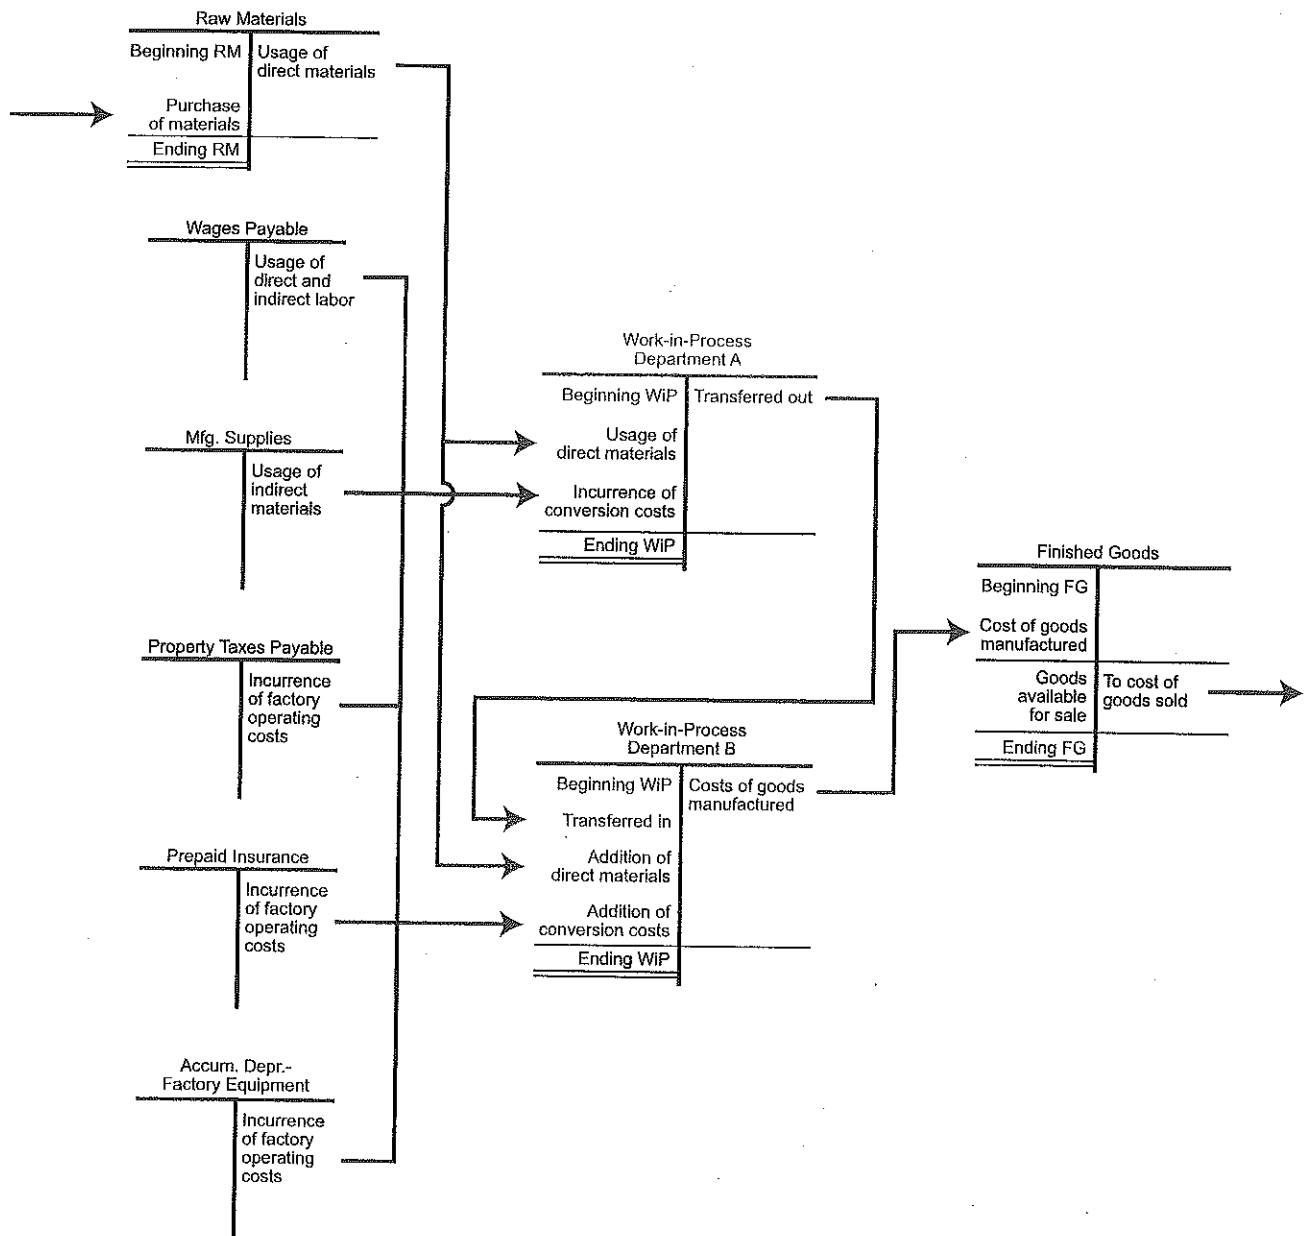 Raw Materials
Beginning RM
Usage of
direct materials
Purchase
of materials
Ending RM
Wages Payable
Usage of
direct and
indirect labor
Mfg. Supplies
Usage of
indirect
materials
Property Taxes Payable
Incurrence
of factory
operating
costs
Prepaid Insurance
Incurrence
of factory
operating
costs
Accum. Depr.-
Factory Equipment
Incurrence
of factory
operating
costs
Work-in-Process
Department A
Beginning WiP
Transferred out
Usage of
direct materials
Incurrence of
conversion costs
Ending WiP
Work-in-Process
Department B
Beginning WiP
Costs of goods
manufactured
Transferred in
Addition of
direct materials
Addition of
conversion costs
Ending WiP
Finished Goods
Beginning FG
Cost of goods
manufactured
Goods
available
for sale
To cost of
goods sold
Ending FG